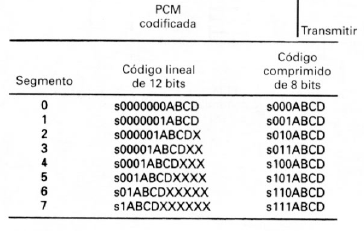 PCM
codificada
Transmitir
Segmento Código lineal de 12 bits Código comprimido de 8 bits
0 s0000000ABCD s000ABCD
1 s0000001ABCD s001ABCD
2 s000001ABCDX s010ABCD
3 s00001ABCDXX s011ABCD
4 s0001ABCDXXX s100ABCD
5 s001ABCDXXXX s101ABCD
6 s01ABCDXXXXX s110ABCD
7 s1ABCDXXXXXX s111ABCD